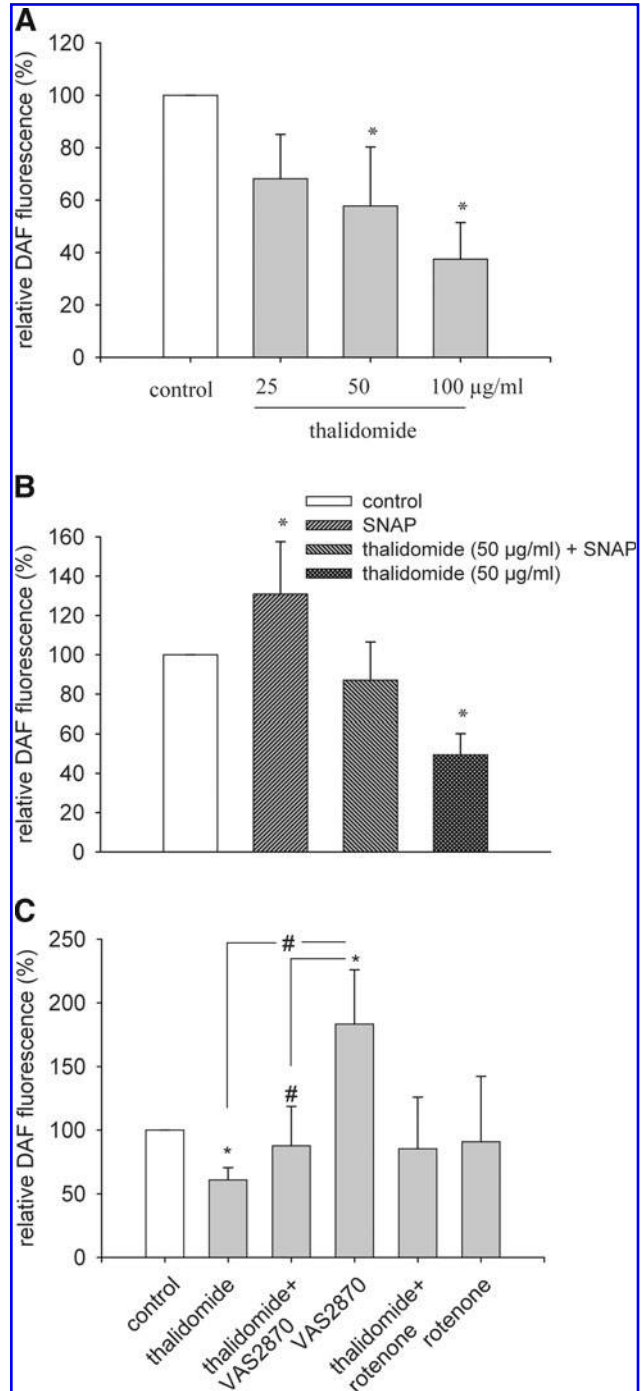 A
relative DAF fluorescence (%)
120
100
80
60
40
20
0
*
*
control
25
50
100 µg/ml
thalidomide
B
control
SNAP
thalidomide (50 µg/ml) + SNAP
thalidomide (50 µg/ml)
relative DAF fluorescence (%)
160
140
120
100
80
60
40
20
0
*
*
C
relative DAF fluorescence (%)
250
200
150
100
50
0
#
*
#
*
control
thalidomide
thalidomide+
VAS2870
VAS2870
thalidomide+
rotenone
rotenone